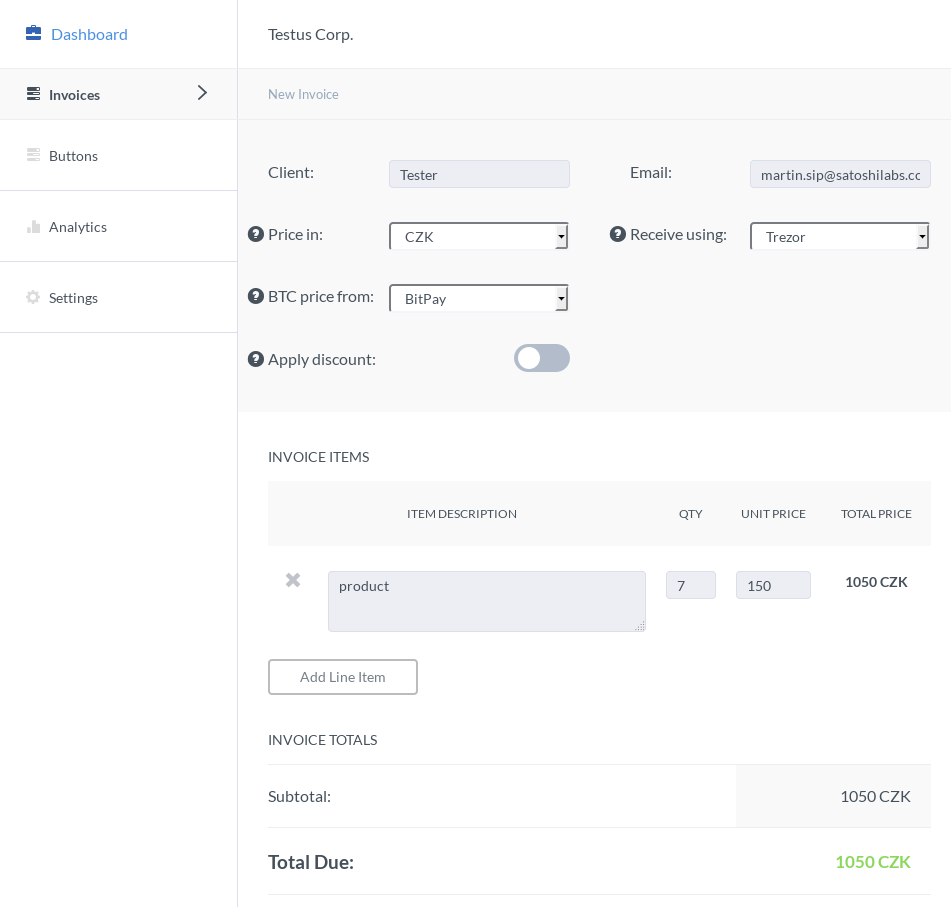 Dashboard
Testus Corp.
Invoices
New Invoice
Buttons
Analytics
Settings
Client: Tester Email: martin.sip@satoshilabs.cc
? Price in: CZK ? Receive using: Trezor
? BTC price from: BitPay
? Apply discount:
INVOICE ITEMS
ITEM DESCRIPTION QTY UNIT PRICE TOTAL PRICE
product 7 150 1050 CZK
Add Line Item
INVOICE TOTALS
Subtotal: 1050 CZK
Total Due: 1050 CZK